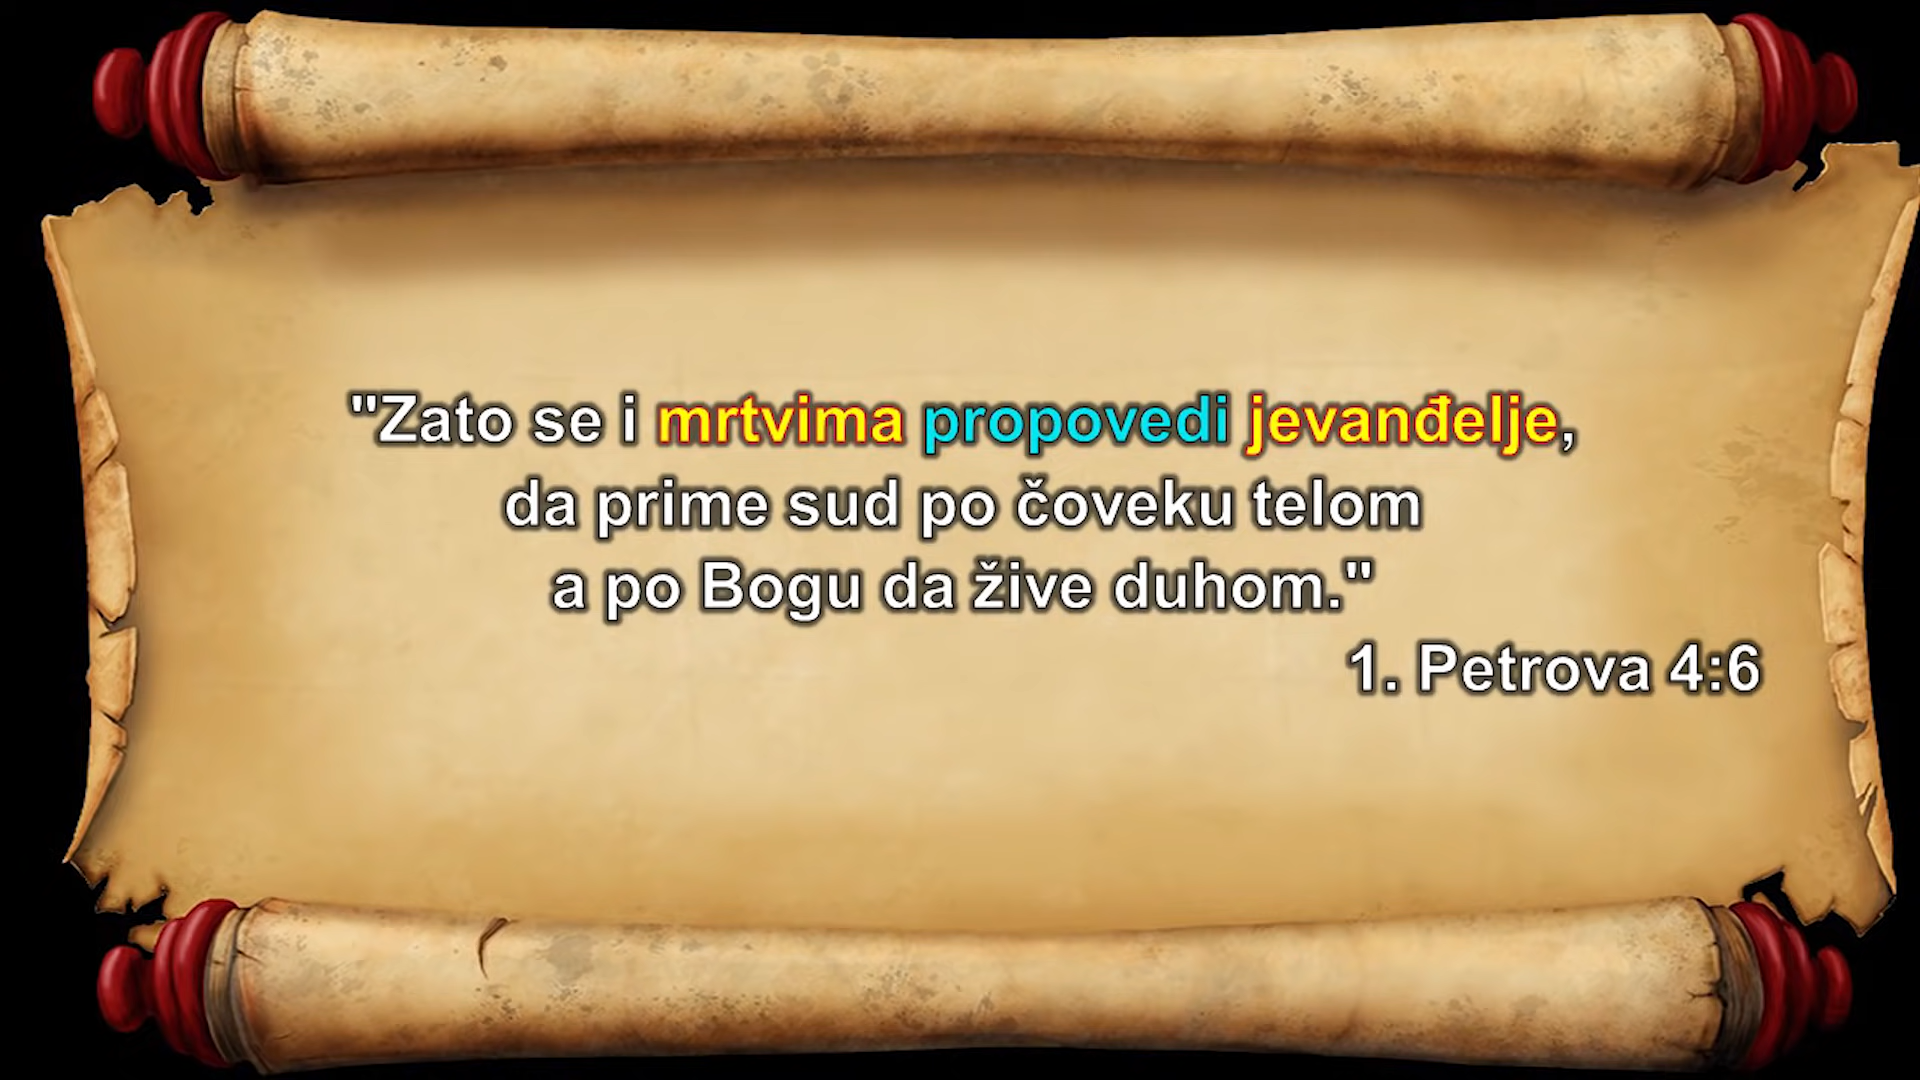 "Zato se i mrtvima propovedi jevanđelje,
da prime sud po čoveku telom
a po Bogu da žive duhom."
1. Petrova 4:6